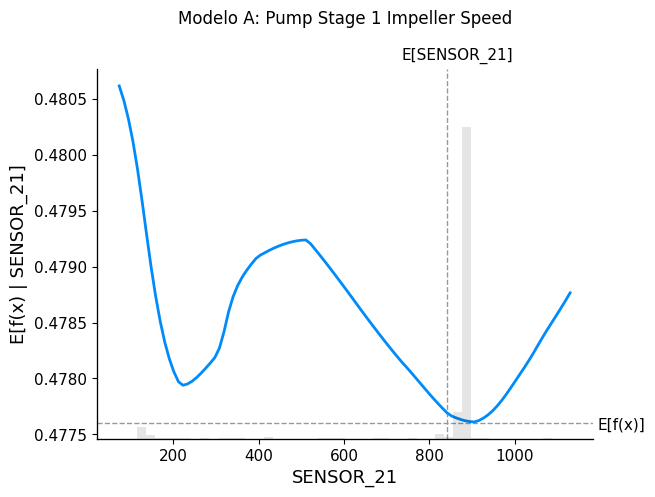 Modelo A: Pump Stage 1 Impeller Speed
E[SENSOR_21]
0.4805
0.4800
0.4795
0.4790
0.4785
0.4780
0.4775
E[f(x) | SENSOR_21]
E[f(x)]
200
400
600
800
1000
SENSOR_21